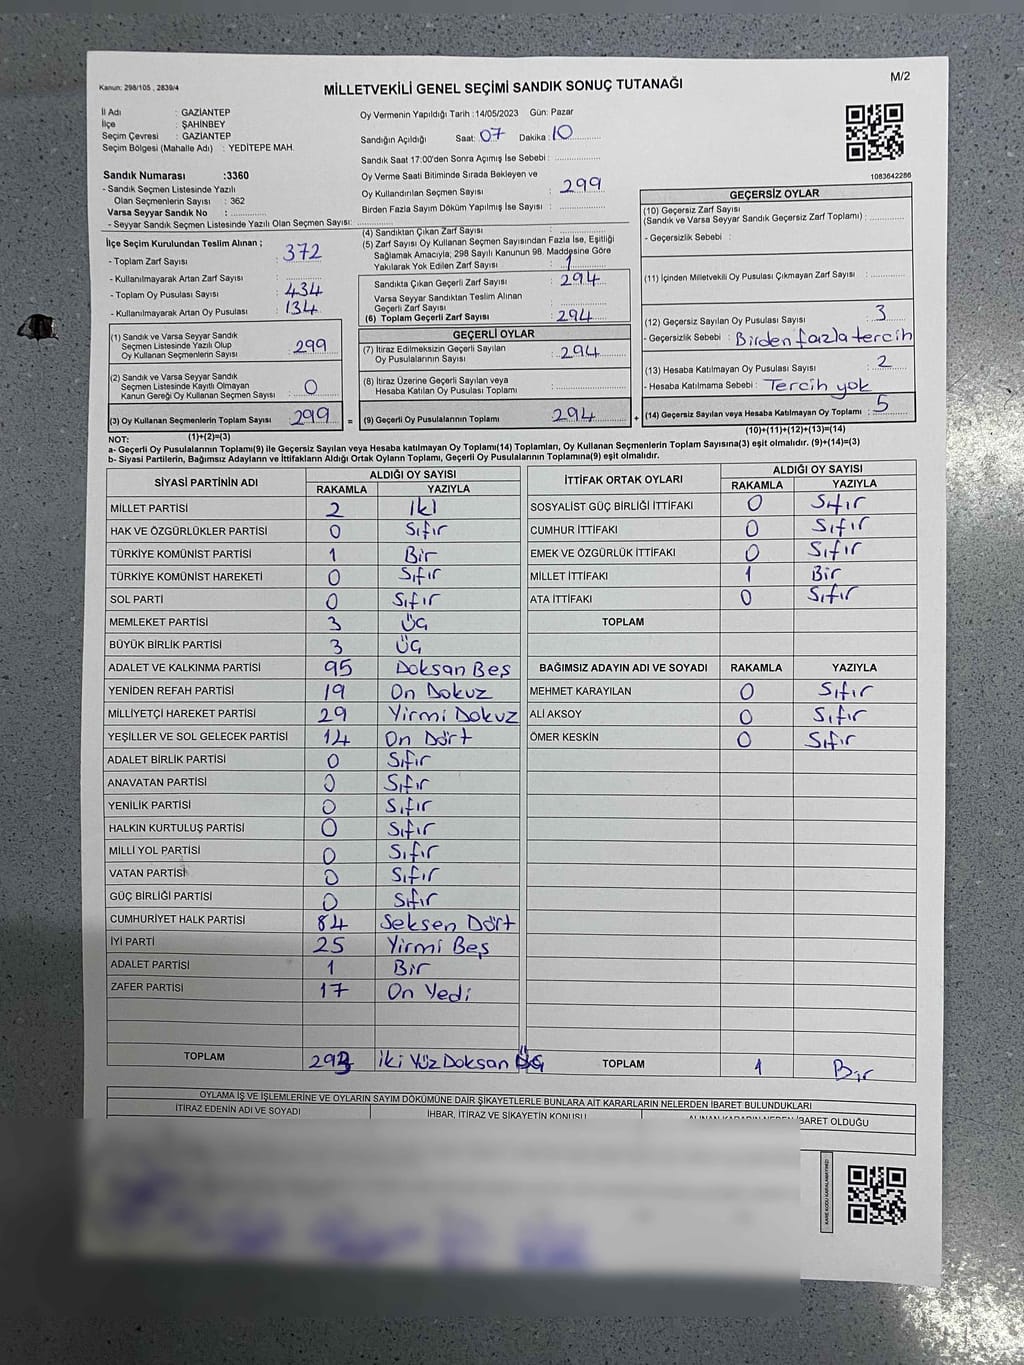 Kanun: 298/105 , 2839/4
MİLLETVEKİLİ GENEL SEÇİMİ SANDIK SONUÇ TUTANAĞI
M/2
İl Adı : GAZİANTEP
İlçe : ŞAHİNBEY
Seçim Çevresi : GAZİANTEP
Seçim Bölgesi (Mahalle Adı) : YEDİTEPE MAH.
Sandık Numarası :3360
- Sandık Seçmen Listesinde Yazılı
Olan Seçmenlerin Sayısı : 362
Varsa Seyyar Sandık No :
- Seyyar Sandık Seçmen Listesinde Yazılı Olan Seçmen Sayısı:
Oy Vermenin Yapıldığı Tarih :14/05/2023 Gün: Pazar
Sandığın Açıldığı Saat: 07 Dakika: 10
Sandık Saat 17:00'den Sonra Açımış İse Sebebi :
Oy Verme Saati Bitiminde Sırada Bekleyen ve
Oy Kullandırılan Seçmen Sayısı : 299
Birden Fazla Sayım Döküm Yapılmış İse Sayısı :
1083642286
İlçe Seçim Kurulundan Teslim Alınan ;
- Toplam Zarf Sayısı : 372
- Kullanılmayarak Artan Zarf Sayısı :
- Toplam Oy Pusulası Sayısı : 434
- Kullanılmayarak Artan Oy Pusulası : 134
(1) Sandık ve Varsa Seyyar Sandık
Seçmen Listesinde Yazılı Olup
Oy Kullanan Seçmenlerin Sayısı : 299
(2) Sandık ve Varsa Seyyar Sandık
Seçmen Listesinde Kayıtlı Olmayan
Kanun Gereği Oy Kullanan Seçmen Sayısı : 0
(3) Oy Kullanan Seçmenlerin Toplam Sayısı : 299
(1)+(2)=(3)
(4) Sandıktan Çıkan Zarf Sayısı :
(5) Zarf Sayısı Oy Kullanan Seçmen Sayısından Fazla İse, Eşitliği
Sağlamak Amacıyla; 298 Sayılı Kanunun 98. Maddesine Göre
Yakılarak Yok Edilen Zarf Sayısı : 1
Sandıkta Çıkan Geçerli Zarf Sayısı : 294
Varsa Seyyar Sandıktan Teslim Alınan
Geçerli Zarf Sayısı :
(6) Toplam Geçerli Zarf Sayısı : 294
GEÇERLİ OYLAR
(7) İtiraz Edilmeksizin Geçerli Sayılan
Oy Pusulalarının Sayısı : 294
(8) İtiraz Üzerine Geçerli Sayılan veya
Hesaba Katılan Oy Pusulası Toplamı :
= (9) Geçerli Oy Pusulalarının Toplamı : 294
GEÇERSİZ OYLAR
(10) Geçersiz Zarf Sayısı
(Sandık ve Varsa Seyyar Sandık Geçersiz Zarf Toplamı) :
- Geçersizlik Sebebi :
(11) İçinden Milletvekili Oy Pusulası Çıkmayan Zarf Sayısı :
(12) Geçersiz Sayılan Oy Pusulası Sayısı : 3
- Geçersizlik Sebebi : Birden fazla tercih
(13) Hesaba Katılmayan Oy Pusulası Sayısı : 2
- Hesaba Katılmama Sebebi : Tercih yok
+ (14) Geçersiz Sayılan veya Hesaba Katılmayan Oy Toplamı : 5
(10)+(11)+(12)+(13)=(14)
NOT:
a- Geçerli Oy Pusulalarının Toplamı(9) ile Geçersiz Sayılan veya Hesaba katılmayan Oy Toplamı(14) Toplamları, Oy Kullanan Seçmenlerin Toplam Sayısına(3) eşit olmalıdır. (9)+(14)=(3)
b- Siyasi Partilerin, Bağımsız Adayların ve İttifakların Aldığı Ortak Oyların Toplamı, Geçerli Oy Pusulalarının Toplamına(9) eşit olmalıdır.
SİYASİ PARTİNİN ADI ALDIĞI OY SAYISI
RAKAMLA YAZIYLA
MİLLET PARTİSİ 2 İki
HAK VE ÖZGÜRLÜKLER PARTİSİ 0 Sıfır
TÜRKİYE KOMÜNİST PARTİSİ 1 Bir
TÜRKİYE KOMÜNİST HAREKETİ 0 Sıfır
SOL PARTİ 0 Sıfır
MEMLEKET PARTİSİ 3 Üç
BÜYÜK BİRLİK PARTİSİ 3 Üç
ADALET VE KALKINMA PARTİSİ 95 Doksan Beş
YENİDEN REFAH PARTİSİ 19 On Dokuz
MİLLİYETÇİ HAREKET PARTİSİ 29 Yirmi Dokuz
YEŞİLLER VE SOL GELECEK PARTİSİ 14 On Dört
ADALET BİRLİK PARTİSİ 0 Sıfır
ANAVATAN PARTİSİ 0 Sıfır
YENİLİK PARTİSİ 0 Sıfır
HALKIN KURTULUŞ PARTİSİ 0 Sıfır
MİLLİ YOL PARTİSİ 0 Sıfır
VATAN PARTİSİ 0 Sıfır
GÜÇ BİRLİĞİ PARTİSİ 0 Sıfır
CUMHURİYET HALK PARTİSİ 84 Seksen Dört
İYİ PARTİ 25 Yirmi Beş
ADALET PARTİSİ 1 Bir
ZAFER PARTİSİ 17 On Yedi
TOPLAM 293 İki Yüz Doksan Üç
İTTİFAK ORTAK OYLARI ALDIĞI OY SAYISI
RAKAMLA YAZIYLA
SOSYALİST GÜÇ BİRLİĞİ İTTİFAKI 0 Sıfır
CUMHUR İTTİFAKI 0 Sıfır
EMEK VE ÖZGÜRLÜK İTTİFAKI 0 Sıfır
MİLLET İTTİFAKI 1 Bir
ATA İTTİFAKI 0 Sıfır
TOPLAM
BAĞIMSIZ ADAYIN ADI VE SOYADI RAKAMLA YAZIYLA
MEHMET KARAYILAN 0 Sıfır
ALİ AKSOY 0 Sıfır
ÖMER KESKİN 0 Sıfır
TOPLAM 1 Bir
OYLAMA İŞ VE İŞLEMLERİNE VE OYLARIN SAYIM DÖKÜMÜNE DAİR ŞİKAYETLERLE BUNLARA AİT KARARLARIN NELERDEN İBARET BULUNDUKLARI
İTİRAZ EDENİN ADI VE SOYADI
İHBAR, İTİRAZ VE ŞİKAYETİN KONUSU
ALINAN KARARIN NEDEN İBARET OLDUĞU
KARE KODU KARALAMAYINIZ!